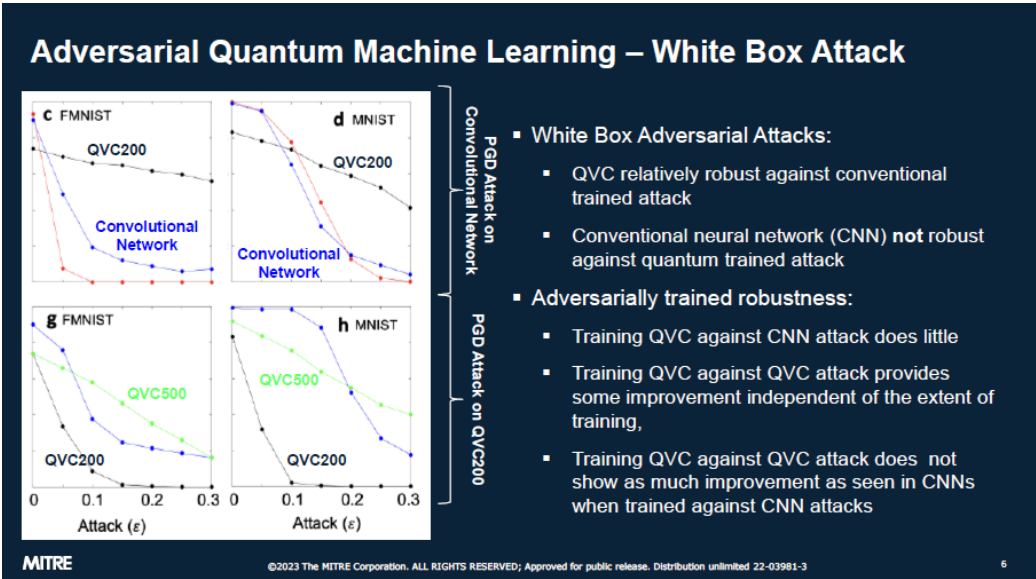 Adversarial Quantum Machine Learning – White Box Attack
c FMNIST
QVC200
Convolutional
Network
d MNIST
QVC200
Convolutional
Network
PGD Attack on
Convolutional Network
g FMNIST
QVC500
QVC200
0 0.1 0.2 0.3
Attack (ε)
h MNIST
QVC500
QVC200
0 0.1 0.2 0.3
Attack (ε)
PGD Attack on QVC200
▪ White Box Adversarial Attacks:
▪ QVC relatively robust against conventional
trained attack
▪ Conventional neural network (CNN) not robust
against quantum trained attack
▪ Adversarially trained robustness:
▪ Training QVC against CNN attack does little
▪ Training QVC against QVC attack provides
some improvement independent of the extent of
training,
▪ Training QVC against QVC attack does not
show as much improvement as seen in CNNs
when trained against CNN attacks
MITRE
©2023 The MITRE Corporation. ALL RIGHTS RESERVED; Approved for public release. Distribution unlimited 22-03981-3
6